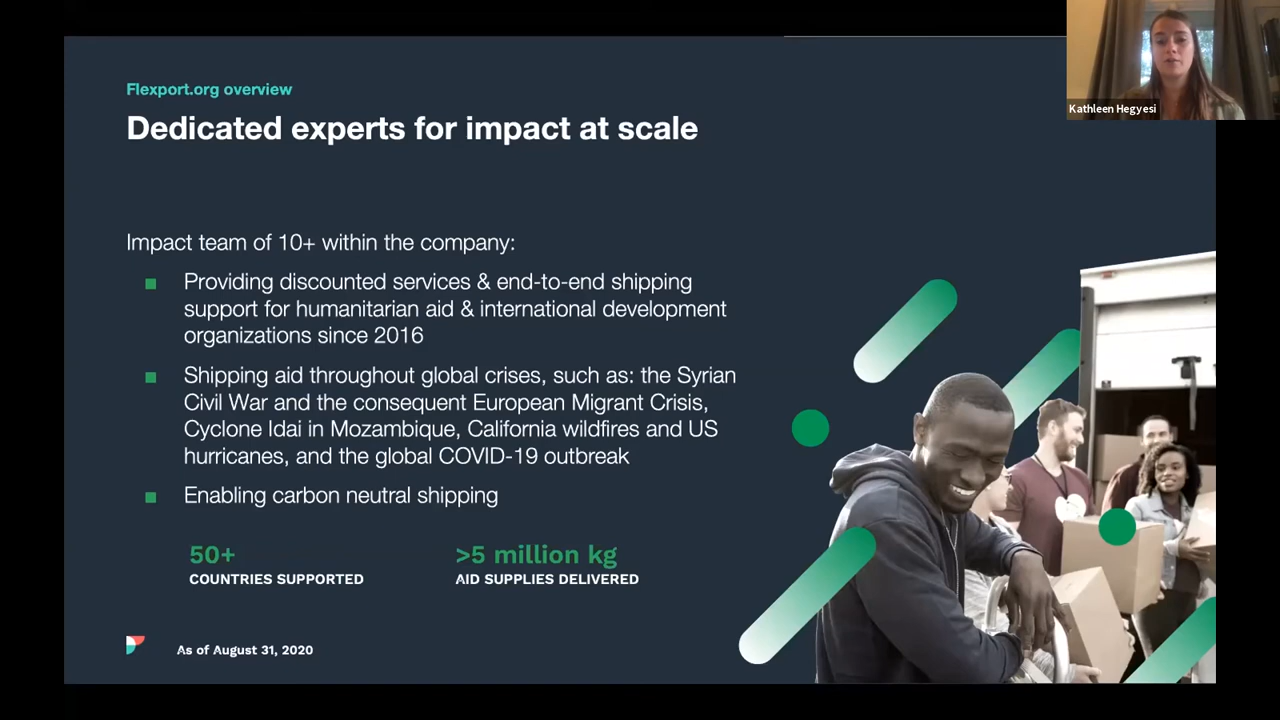 Flexport.org overview
Dedicated experts for impact at scale
Kathleen Hegyesi
Impact team of 10+ within the company:
Providing discounted services & end-to-end shipping
support for humanitarian aid & international development
organizations since 2016
Shipping aid throughout global crises, such as: the Syrian
Civil War and the consequent European Migrant Crisis,
Cyclone Idai in Mozambique, California wildfires and US
hurricanes, and the global COVID-19 outbreak
Enabling carbon neutral shipping
50+
COUNTRIES SUPPORTED
>5 million kg
AID SUPPLIES DELIVERED
As of August 31, 2020